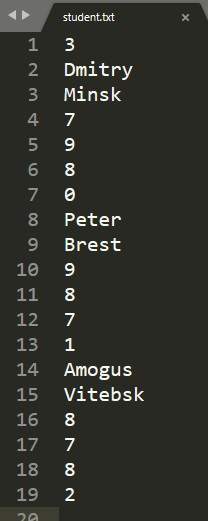 student.txt
1 3
2 Dmitry
3 Minsk
4 7
5 9
6 8
7 0
8 Peter
9 Brest
10 9
11 8
12 7
13 1
14 Amogus
15 Vitebsk
16 8
17 7
18 8
19 2
20